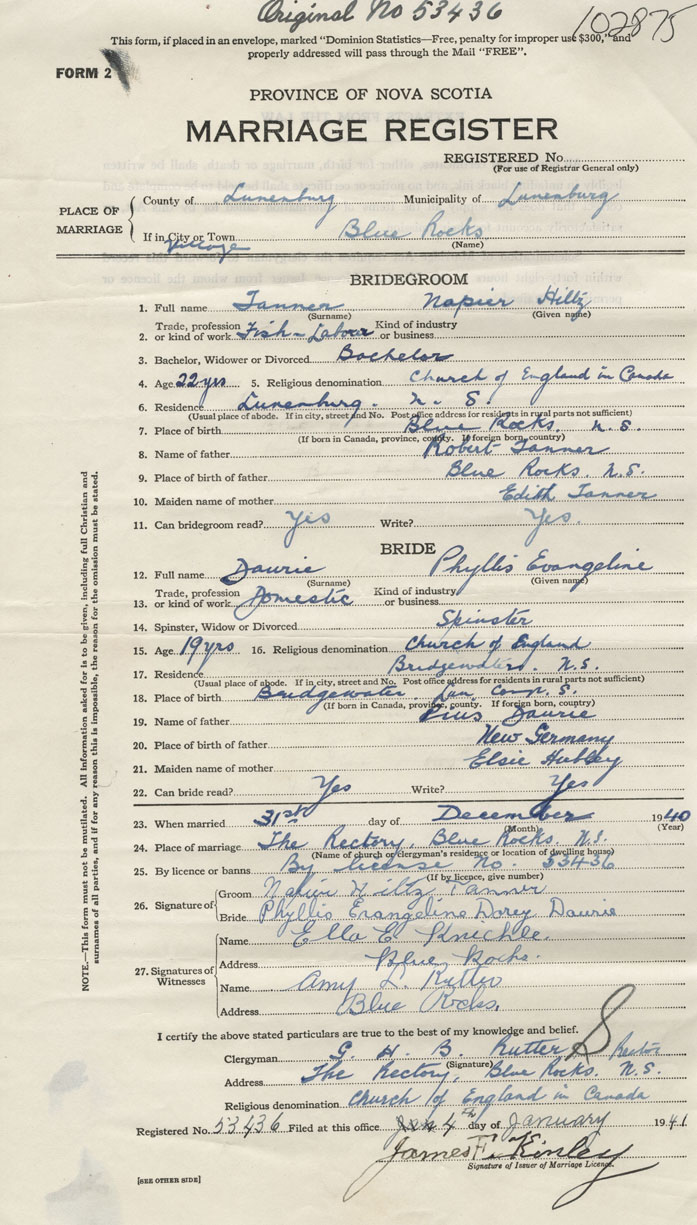 Original No 53436
102875
This form, if placed in an envelope, marked "Dominion Statistics—Free, penalty for improper use $300," and
properly addressed will pass through the Mail "FREE".
FORM 2
PROVINCE OF NOVA SCOTIA
MARRIAGE REGISTER
REGISTERED No.
(For use of Registrar General only)
PLACE OF MARRIAGE
County of Lunenburg Municipality of Lunenburg
If in City or Town Village Blue Rocks
(Name)
BRIDEGROOM
1. Full name Tanner Napier Hiltz
(Surname) (Given name)
2. Trade, profession or kind of work Fish-Labour Kind of industry or business
3. Bachelor, Widower or Divorced Bachelor
4. Age 22 yrs 5. Religious denomination Church of England in Canada
6. Residence Lunenburg. N. S.
(Usual place of abode. If in city, street and No. Post office address for residents in rural parts not sufficient)
7. Place of birth Blue Rocks. N. S.
(If born in Canada, province, county. If foreign born, country)
8. Name of father Robert Tanner
9. Place of birth of father Blue Rocks. N.S.
10. Maiden name of mother Edith Tanner
11. Can bridegroom read? Yes Write? Yes.
BRIDE
12. Full name Daurie Phyllis Evangeline
(Surname) (Given name)
13. Trade, profession or kind of work Domestic Kind of industry or business
14. Spinster, Widow or Divorced Spinster
15. Age 19 yrs 16. Religious denomination Church of England
17. Residence Bridgewater. N.S.
(Usual place of abode. If in city, street and No. Post office address for residents in rural parts not sufficient)
18. Place of birth Bridgewater. S.
(If born in Canada, province, county. If foreign born, country)
19. Name of father Daurie
20. Place of birth of father New Germany
21. Maiden name of mother Elsie Hubley
22. Can bride read? Yes Write? Yes
23. When married 31st day of December 1940
(Month) (Year)
24. Place of marriage The Rectory, Blue Rocks. N.S.
(Name of church or clergyman's residence or location of dwelling house)
25. By licence or banns By license No. 53436
(If by licence, give number)
26. Signature of
Groom Napier Hiltz Tanner
Bride Phyllis Evangeline Dorey Daurie
27. Signatures of Witnesses
Name Ella E Knickle.
Address Blue Rocks.
Name Amy L. Rutter
Address Blue Rocks.
I certify the above stated particulars are true to the best of my knowledge and belief.
Clergyman G. H. B. Rutter Rector
(Signature)
Address The Rectory, Blue Rocks. N.S.
Religious denomination Church of England in Canada
Registered No. 53436 Filed at this office 4th day of January 1941
James F. Kinley
Signature of Issuer of Marriage Licence.
[SEE OTHER SIDE]
NOTE.—This form must not be mutilated. All information asked for is to be given, including full Christian and
surnames of all parties, and if for any reason this is impossible, the reason for the omission must be stated.